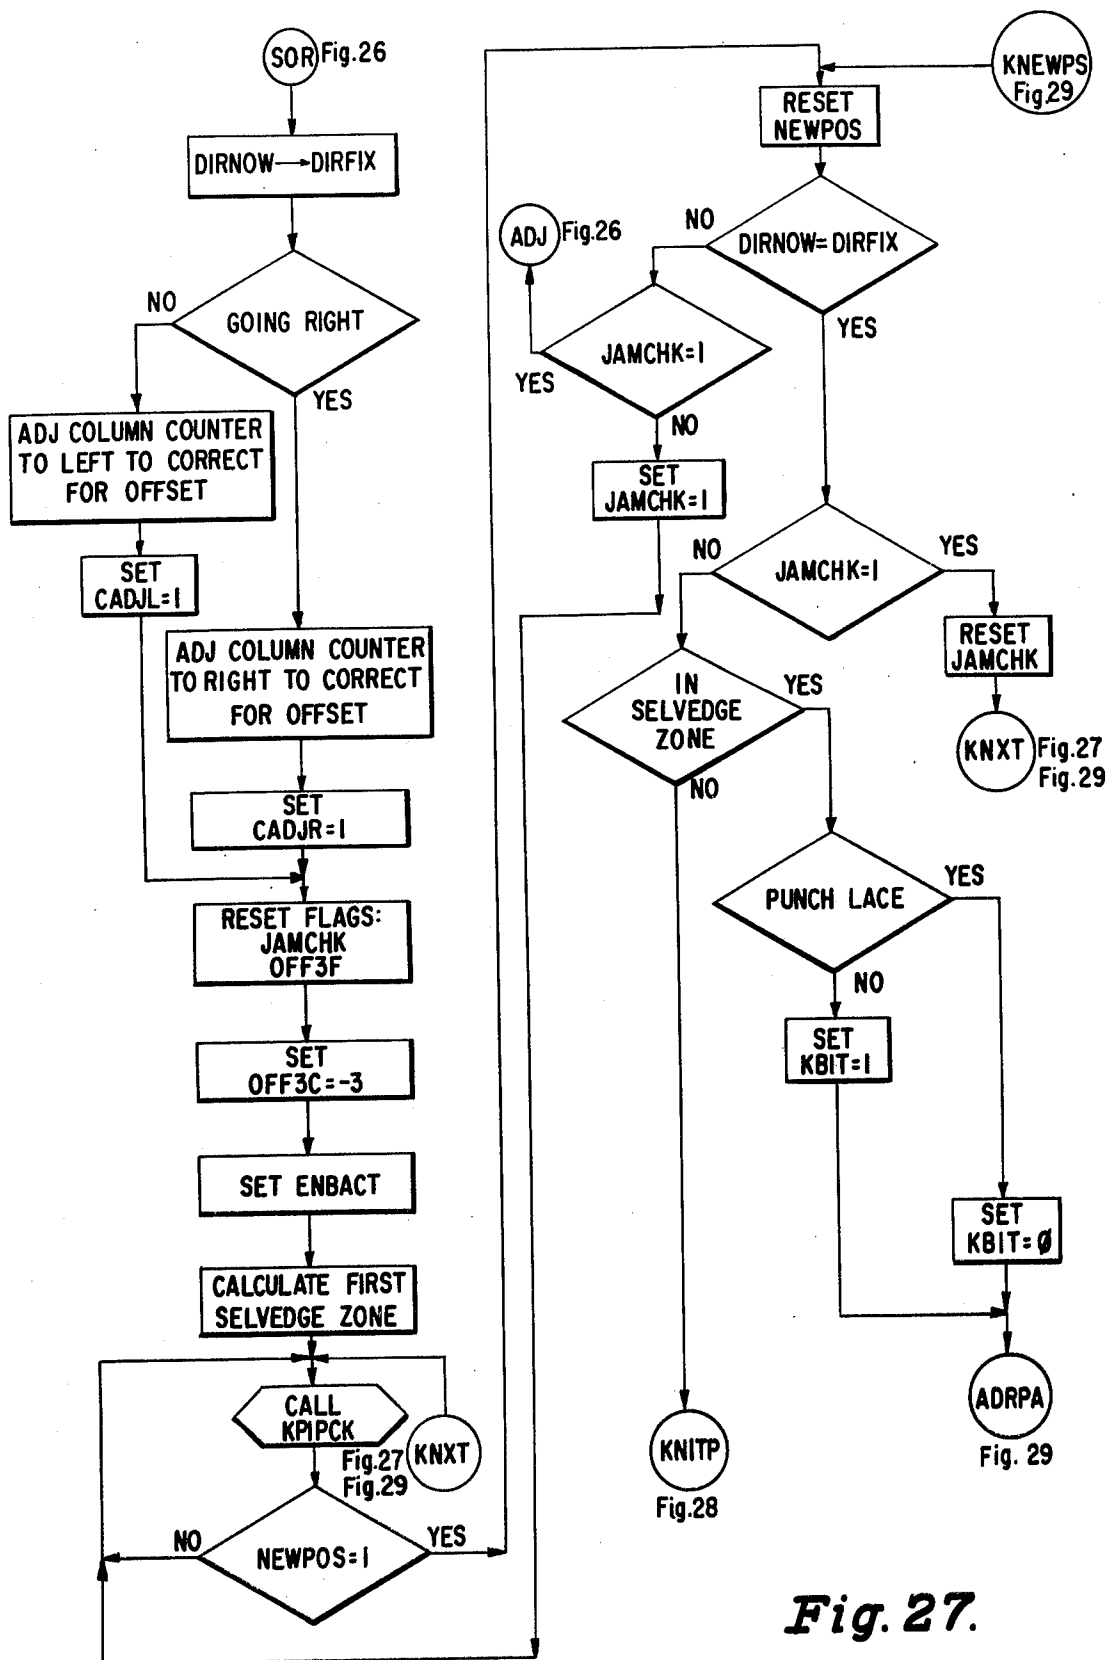 SOR Fig.26
DIRNOW→DIRFIX
GOING RIGHT
NO
YES
ADJ COLUMN COUNTER
TO LEFT TO CORRECT
FOR OFFSET
SET
CADJL=1
ADJ COLUMN COUNTER
TO RIGHT TO CORRECT
FOR OFFSET
SET
CADJR=1
RESET FLAGS:
JAMCHK
OFF3F
SET
OFF3C=-3
SET ENBACT
CALCULATE FIRST
SELVEDGE ZONE
CALL
KPIPCK
KNXT
Fig.27
Fig.29
NEWPOS=1
NO
YES
KNEWPS
Fig.29
RESET
NEWPOS
DIRNOW=DIRFIX
NO
YES
ADJ Fig.26
JAMCHK=1
YES
NO
SET
JAMCHK=1
JAMCHK=1
NO
YES
RESET
JAMCHK
KNXT Fig.27
Fig.29
IN
SELVEDGE
ZONE
YES
NO
PUNCH LACE
YES
NO
SET
KBIT=1
SET
KBIT=Ø
ADRPA
Fig. 29
KNITP
Fig.28
Fig. 27.